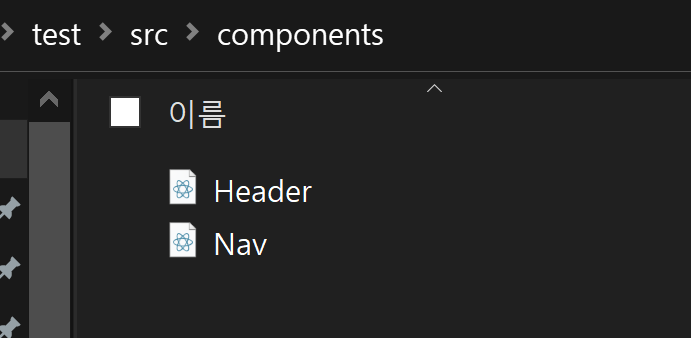 test src components
이름
Header
Nav